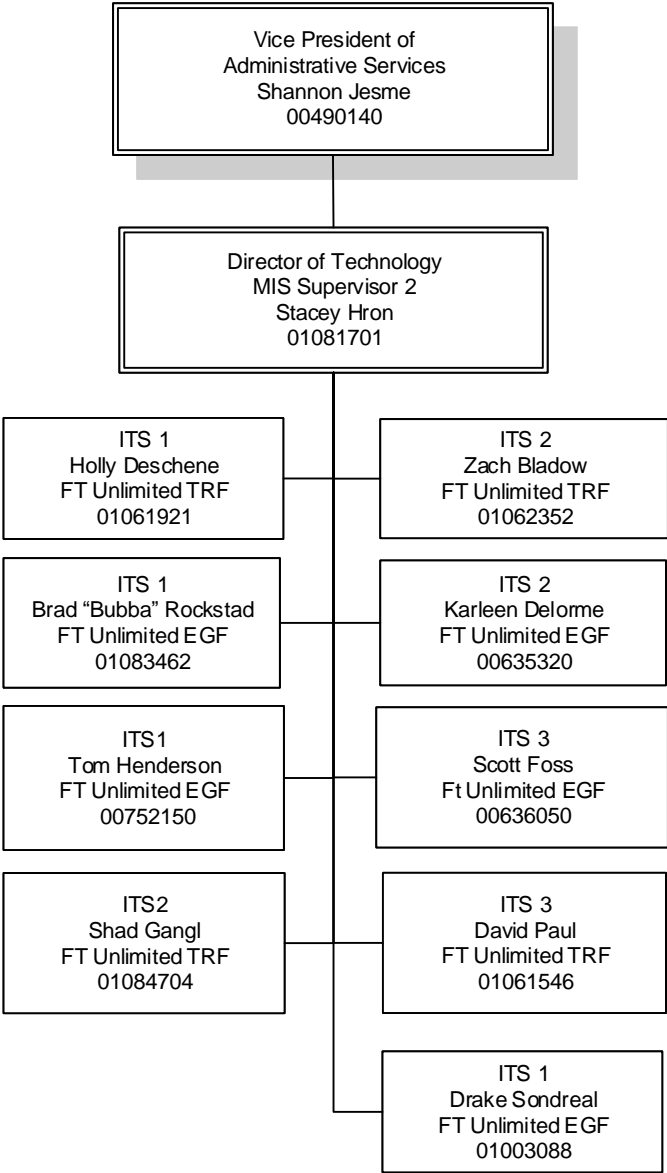 Vice President of
Administrative Services
Shannon Jesme
00490140
Director of Technology
MIS Supervisor 2
Stacey Hron
01081701
ITS 1
Holly Deschene
FT Unlimited TRF
01061921
ITS 2
Zach Bladow
FT Unlimited TRF
01062352
ITS 1
Brad “Bubba” Rockstad
FT Unlimited EGF
01083462
ITS 2
Karleen Delorme
FT Unlimited EGF
00635320
ITS1
Tom Henderson
FT Unlimited EGF
00752150
ITS 3
Scott Foss
Ft Unlimited EGF
00636050
ITS2
Shad Gangl
FT Unlimited TRF
01084704
ITS 3
David Paul
FT Unlimited TRF
01061546
ITS 1
Drake Sondreal
FT Unlimited EGF
01003088